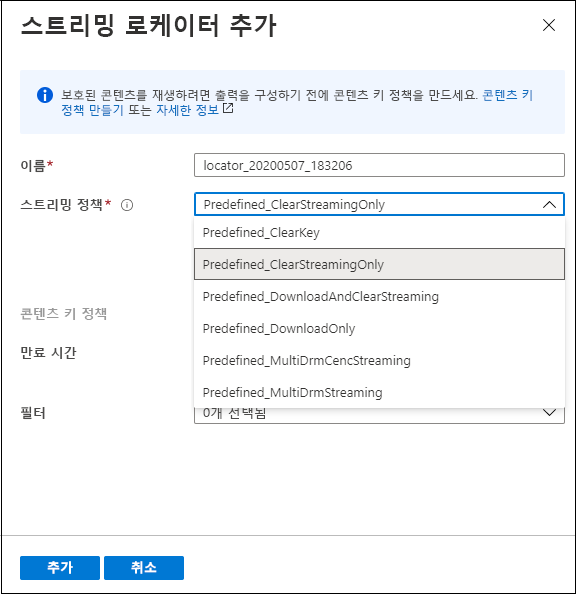 스트리밍 로케이터 추가
보호된 콘텐츠를 재생하려면 출력을 구성하기 전에 콘텐츠 키 정책을 만드세요. 콘텐츠 키
정책 만들기 또는 자세한 정보
이름*
locator_20200507_183206
스트리밍 정책*
Predefined_ClearStreamingOnly
Predefined_ClearKey
Predefined_ClearStreamingOnly
Predefined_DownloadAndClearStreaming
콘텐츠 키 정책
Predefined_DownloadOnly
만료 시간
Predefined_MultiDrmCencStreaming
Predefined_MultiDrmStreaming
필터
0개 선택됨
추가
취소